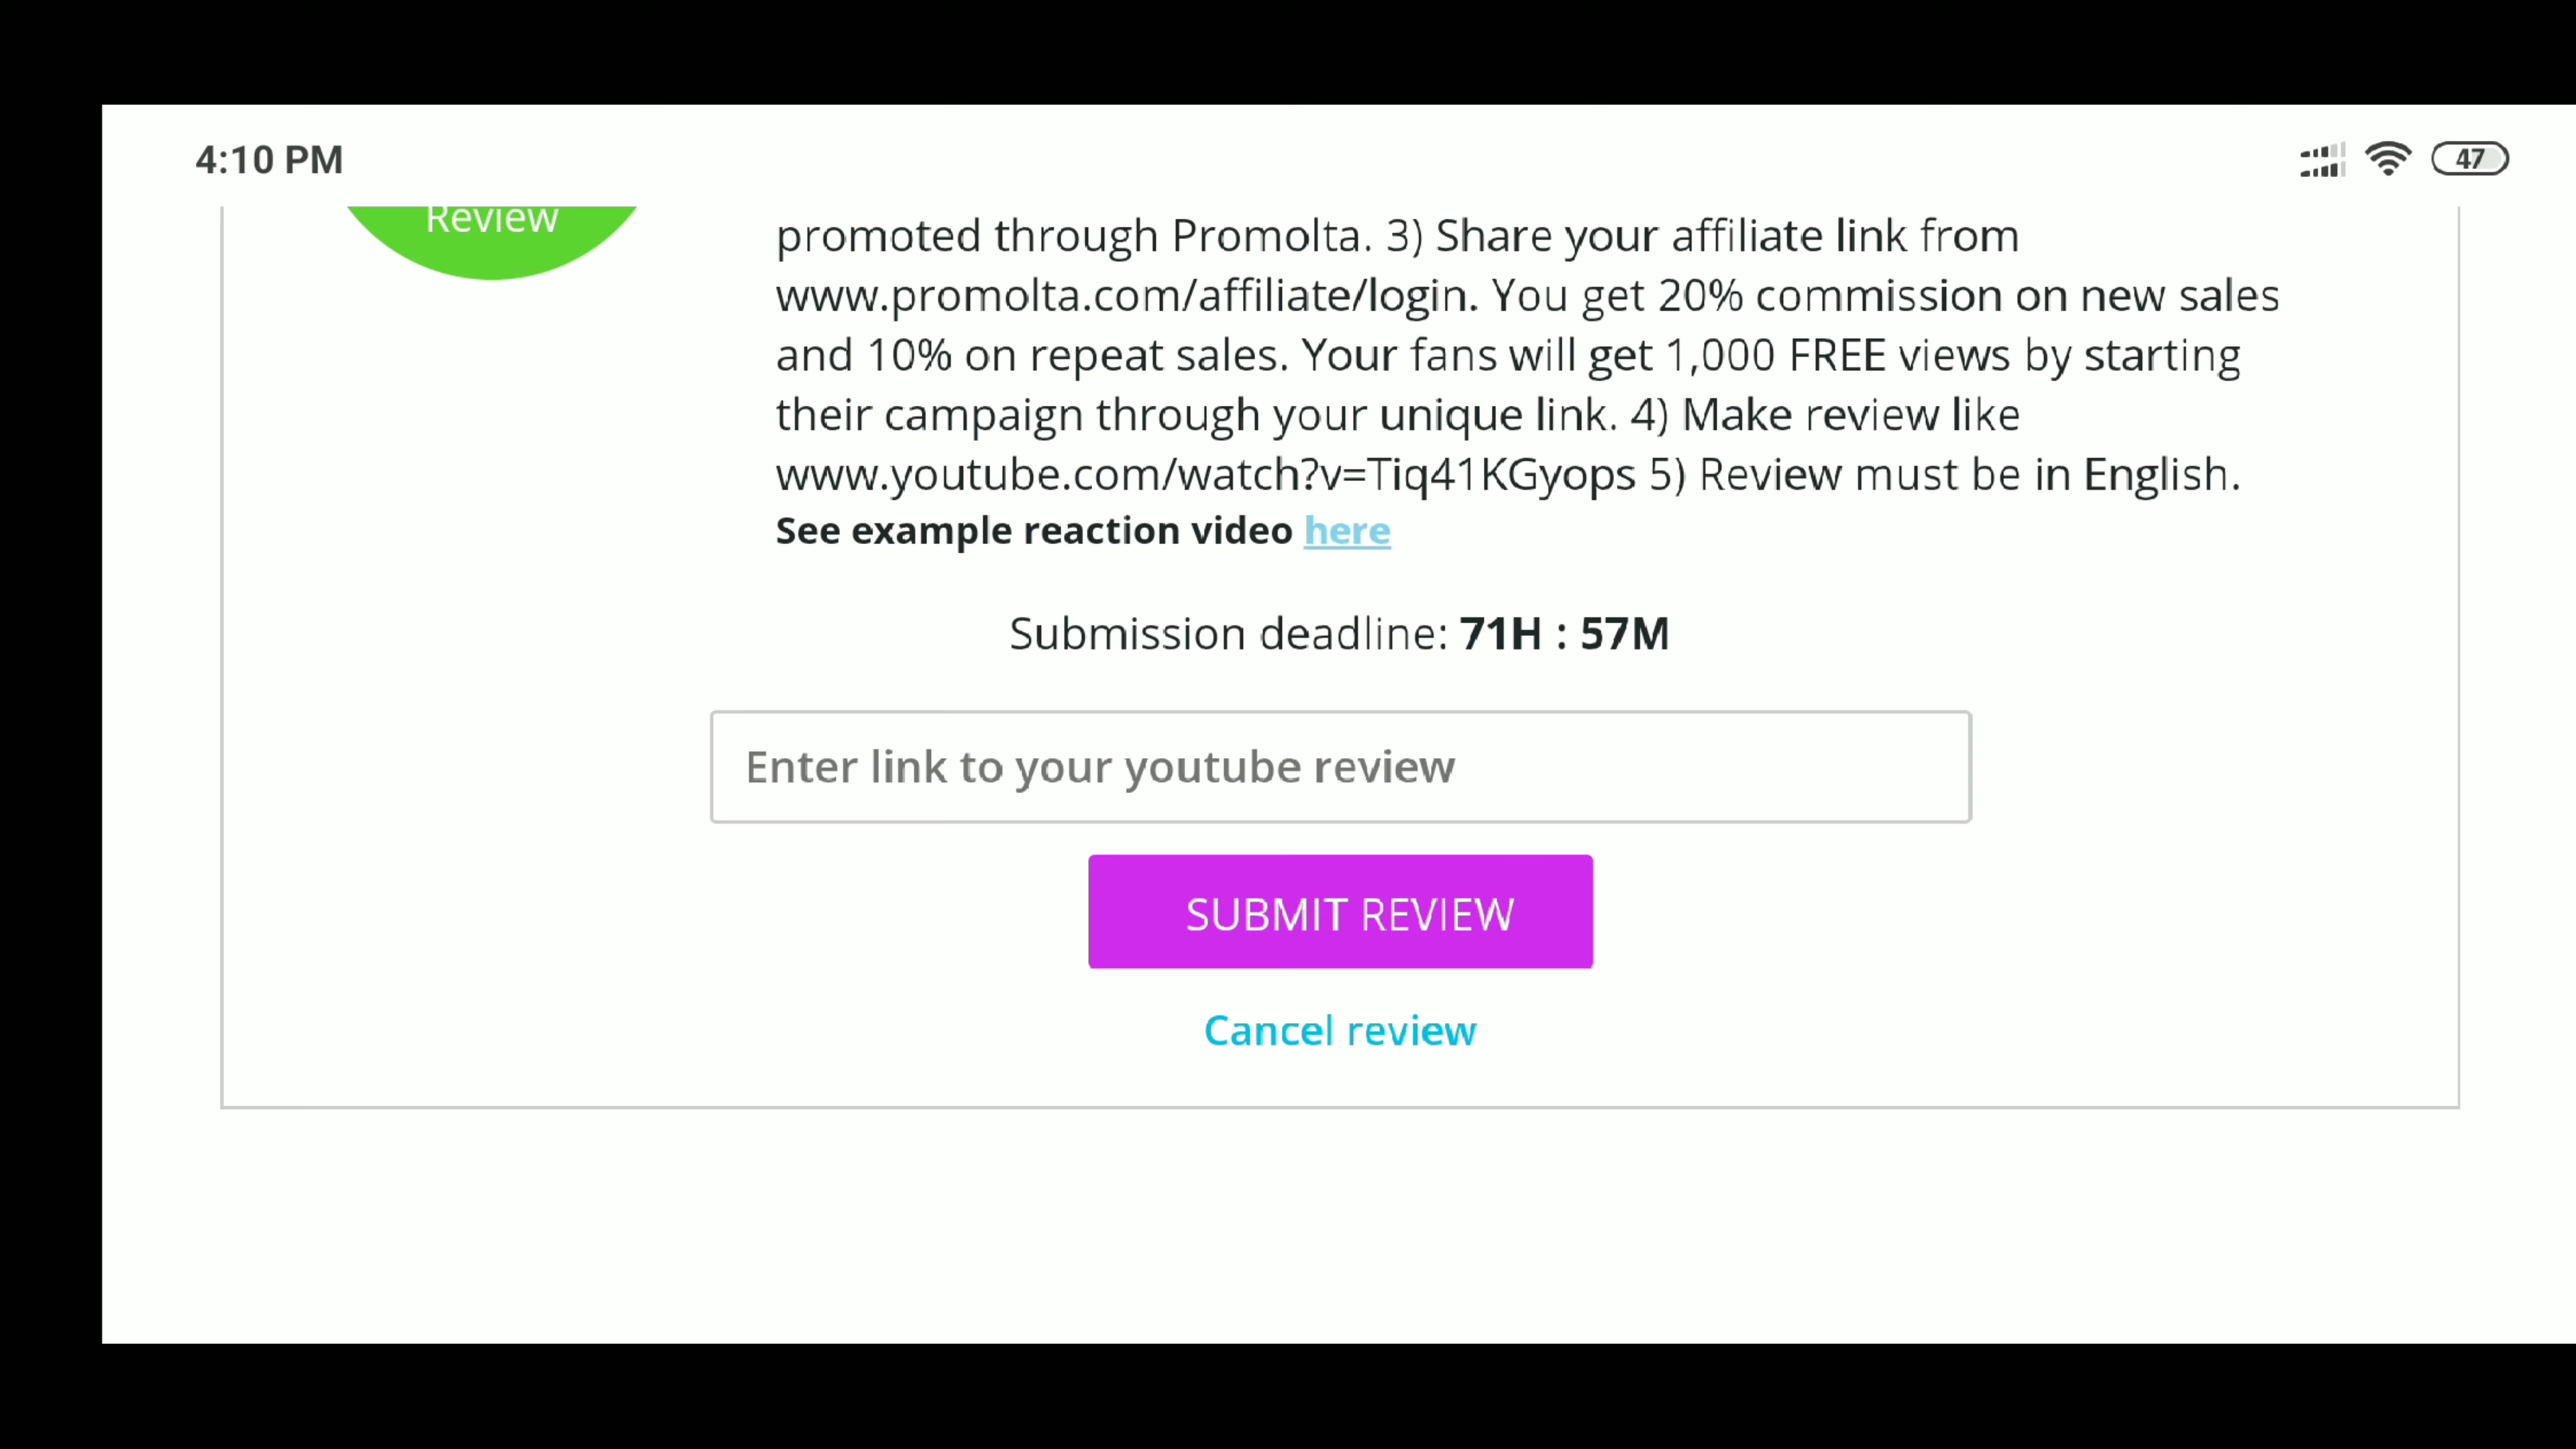 4:10 PM
47
Review
promoted through Promolta. 3) Share your affiliate link from
www.promolta.com/affiliate/login. You get 20% commission on new sales
and 10% on repeat sales. Your fans will get 1,000 FREE views by starting
their campaign through your unique link. 4) Make review like
www.youtube.com/watch?v=Tiq41KGyops 5) Review must be in English.
See example reaction video here
Submission deadline: 71H : 57M
Enter link to your youtube review
SUBMIT REVIEW
Cancel review